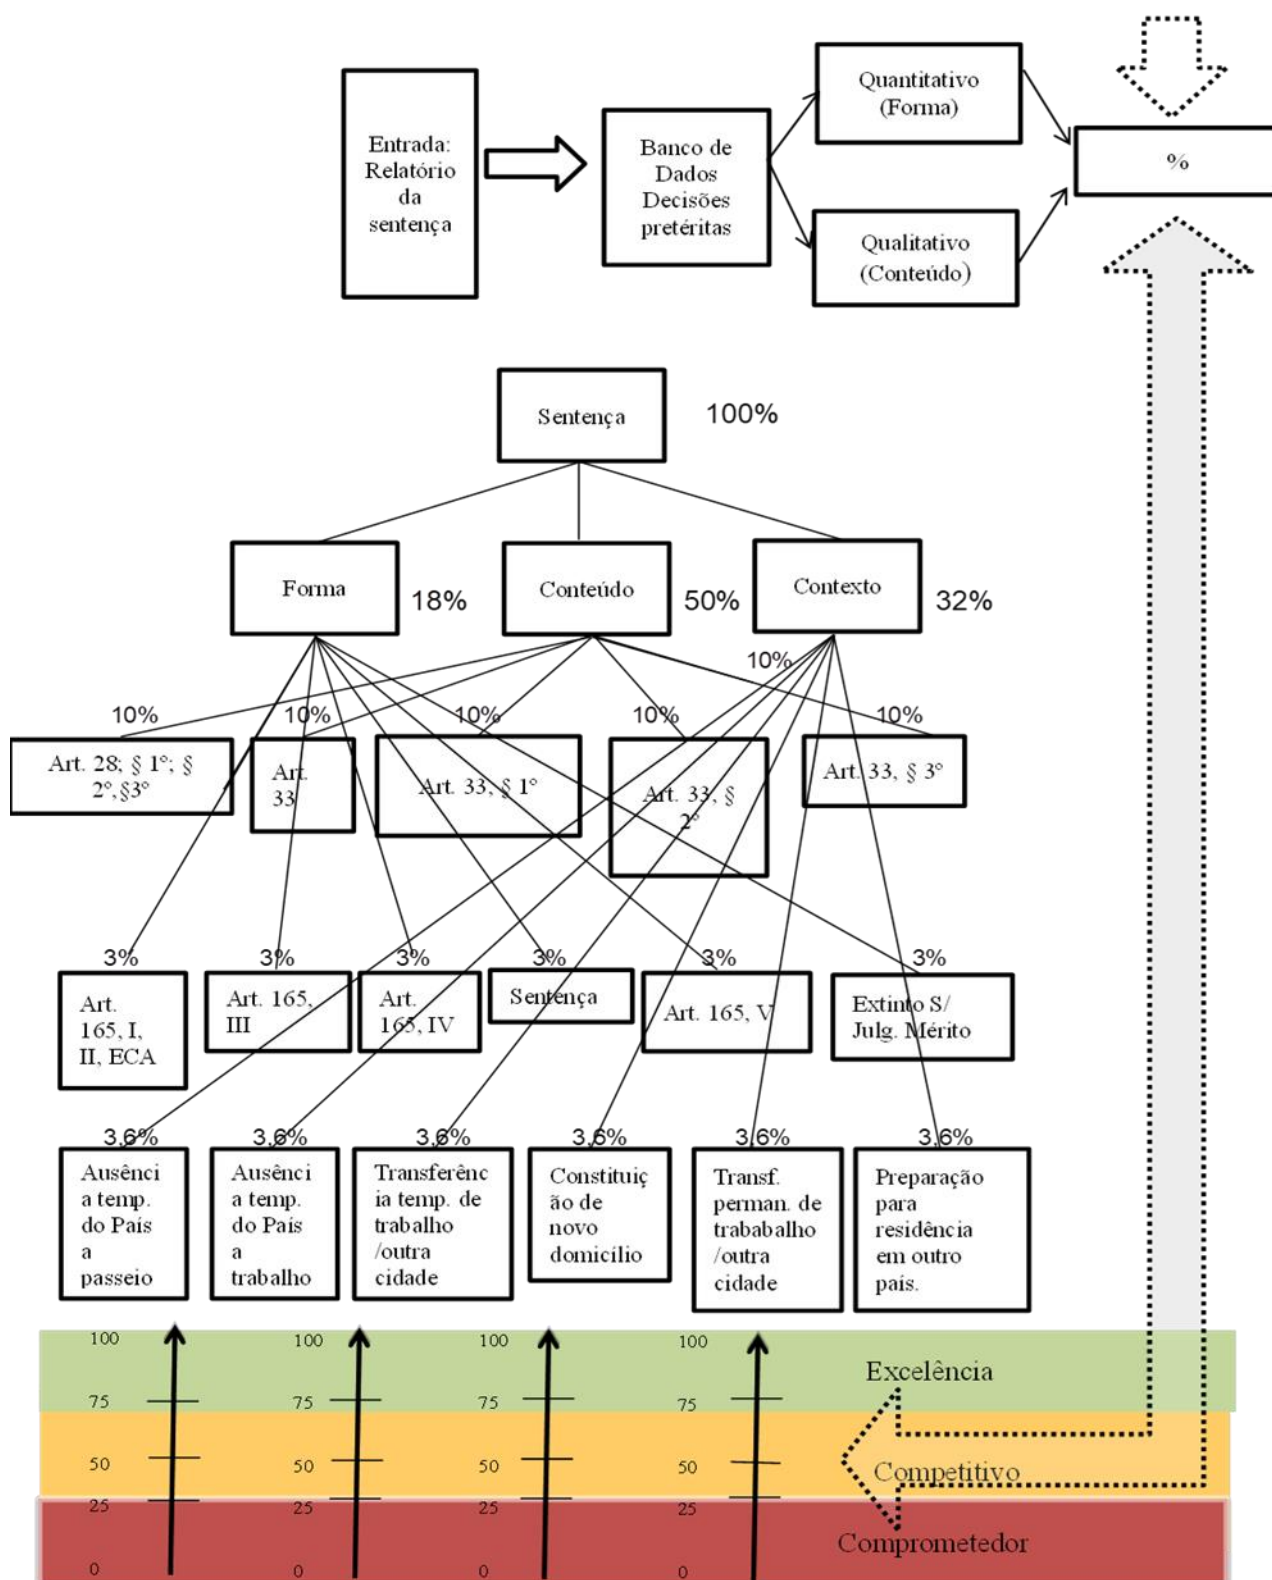 Entrada:
Relatório
da
sentença
Banco de
Dados
Decisões
pretéritas
Quantitativo
(Forma)
Qualitativo
(Conteúdo)
%
Sentença
100%
Forma
18%
Conteúdo
50%
Contexto
32%
10%
10%
10%
10%
10%
10%
Art. 28; § 1°; §
2°,§3°
Art.
33
Art. 33, § 1°
Art. 33, §
2°
Art. 33, § 3°
3%
3%
3%
3%
3%
3%
Art.
165, I,
II, ECA
Art. 165,
III
Art.
165, IV
Sentença
Art. 165, V
Extinto S/
Julg. Mérito
3,6%
3,6%
3,6%
3,6%
3,6%
3,6%
Ausênci
a temp.
do País
a
passeio
Ausênci
a temp.
do País
a
trabalho
Transferênc
ia temp. de
trabalho
/outra
cidade
Constituiç
ão de
novo
domicílio
Transf.
perman. de
trababalho
/outra
cidade
Preparação
para
residência
em outro
país.
100
100
100
100
Excelência
75
75
75
75
50
50
50
50
Competitivo
25
25
25
25
Comprometedor
0
0
0
0